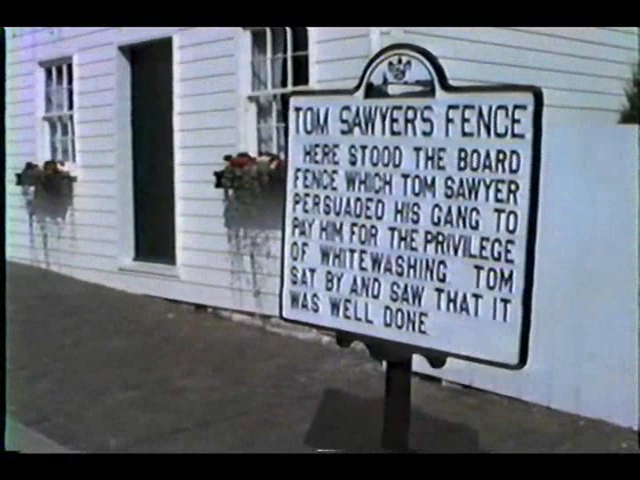 TOM SAWYER'S FENCE
HERE STOOD THE BOARD
FENCE WHICH TOM SAWYER
PERSUADED HIS GANG TO
PAY HIM FOR THE PRIVILEGE
OF WHITEWASHING. TOM
SAT BY AND SAW THAT IT
WAS WELL DONE.